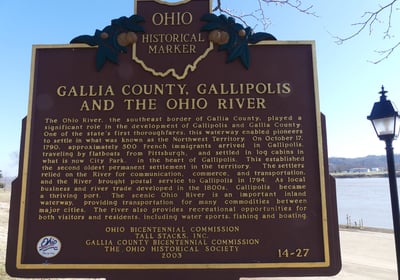 OHIO
HISTORICAL
MARKER
GALLIA COUNTY, GALLIPOLIS
AND THE OHIO RIVER
The Ohio River, the southeast border of Gallia County, played a
significant role in the development of Gallipolis and Gallia County.
One of the state's first thoroughfares, this waterway enabled pioneers
to settle in what was known as the Northwest Territory. On October 17,
1790, approximately 500 French immigrants arrived in Gallipolis,
traveling by flatboats from Pittsburgh, and settled in log cabins in
what is now City Park, in the heart of Gallipolis. This established
the second oldest permanent settlement in the territory. The settlers
relied on the River for communication, commerce, and transportation,
and the River brought postal service to Gallipolis in 1794. As local
business and river trade developed in the 1800s, Gallipolis became
a thriving port. The scenic Ohio River is an important inland
waterway, providing transportation for many commodities between
major cities. The river also provides recreational opportunities for
both visitors and residents, including water sports, fishing and boating.
OHIO BICENTENNIAL COMMISSION
TALL STACKS, INC.
GALLIA COUNTY BICENTENNIAL COMMISSION
THE OHIO HISTORICAL SOCIETY
2003
14-27